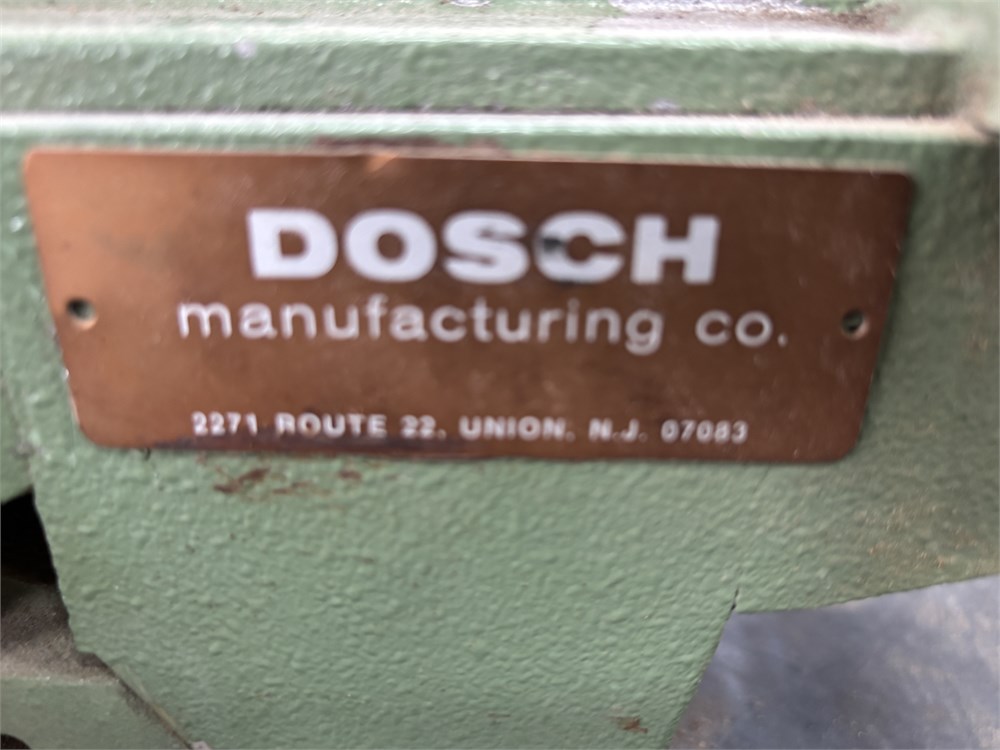 DOSCH
manufacturing co.
2271 ROUTE 22, UNION, N.J. 07083